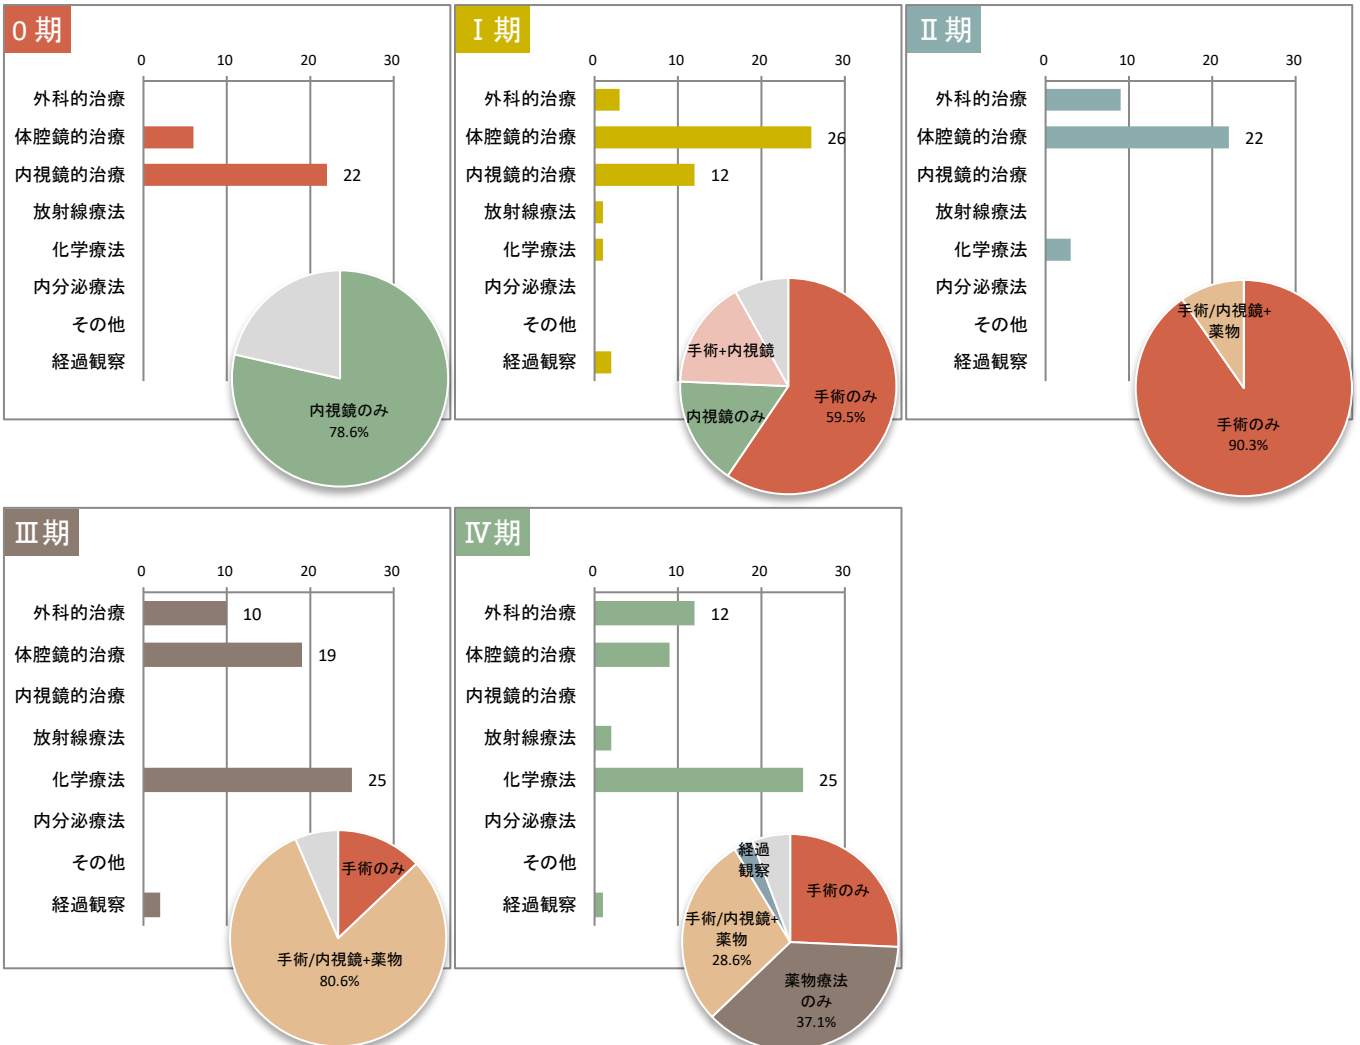 0 期
0 10 20 30
外科的治療
体腔鏡的治療
内視鏡的治療 22
放射線療法
化学療法
内分泌療法
その他
経過観察
内視鏡のみ
78.6%
Ⅰ 期
0 10 20 30
外科的治療
体腔鏡的治療 26
内視鏡的治療 12
放射線療法
化学療法
内分泌療法
その他
経過観察
手術+内視鏡
内視鏡のみ
手術のみ
59.5%
Ⅱ 期
0 10 20 30
外科的治療
体腔鏡的治療 22
内視鏡的治療
放射線療法
化学療法
内分泌療法
その他
経過観察
手術/内視鏡+
薬物
手術のみ
90.3%
Ⅲ 期
0 10 20 30
外科的治療 10
体腔鏡的治療 19
内視鏡的治療
放射線療法
化学療法 25
内分泌療法
その他
経過観察
手術のみ
手術/内視鏡+薬物
80.6%
Ⅳ 期
0 10 20 30
外科的治療 12
体腔鏡的治療
内視鏡的治療
放射線療法
化学療法 25
内分泌療法
その他
経過観察
経過
観察
手術のみ
手術/内視鏡+
薬物
28.6%
薬物療法
のみ
37.1%